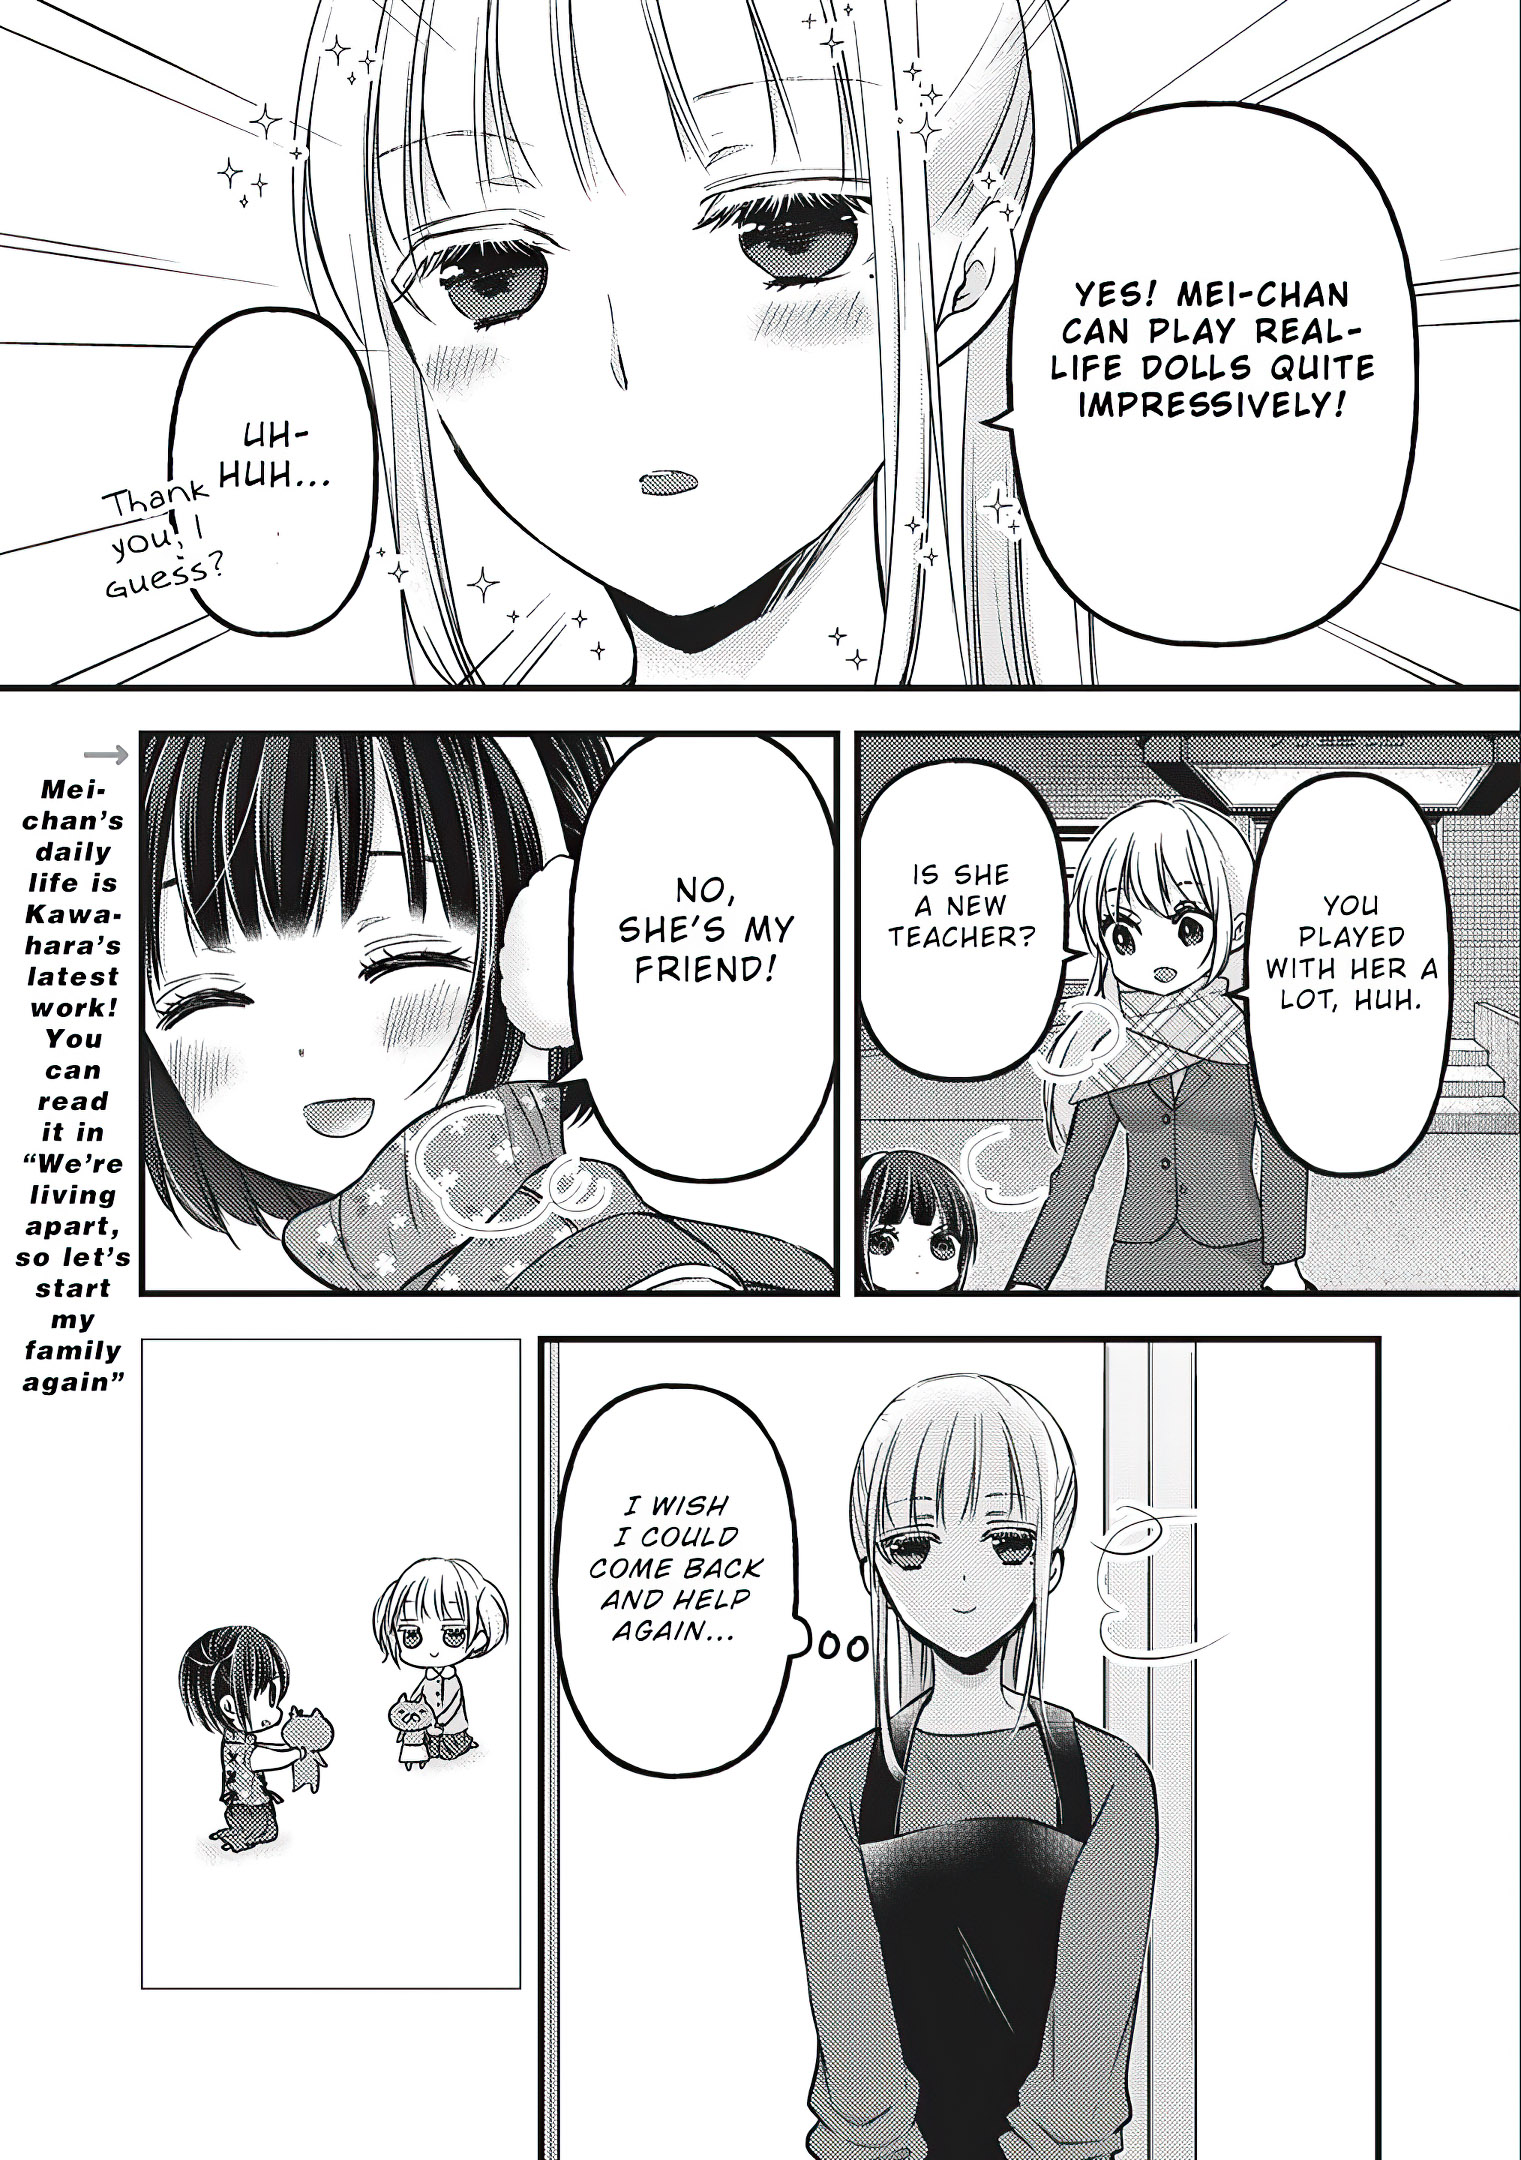 YES! MEI-CHAN
CAN PLAY REAL-
LIFE DOLLS QUITE
IMPRESSIVELY!
UH-
HUH...
Thank
you, I
guess?
YOU
PLAYED
WITH HER A
LOT, HUH.
IS SHE
A NEW
TEACHER?
NO,
SHE'S MY
FRIEND!
→
Mei-
chan's
daily
life is
Kawa-
hara's
latest
work!
You
can
read
it in
“We're
living
apart,
so let's
start
my
family
again”
I WISH
I COULD
COME BACK
AND HELP
AGAIN...